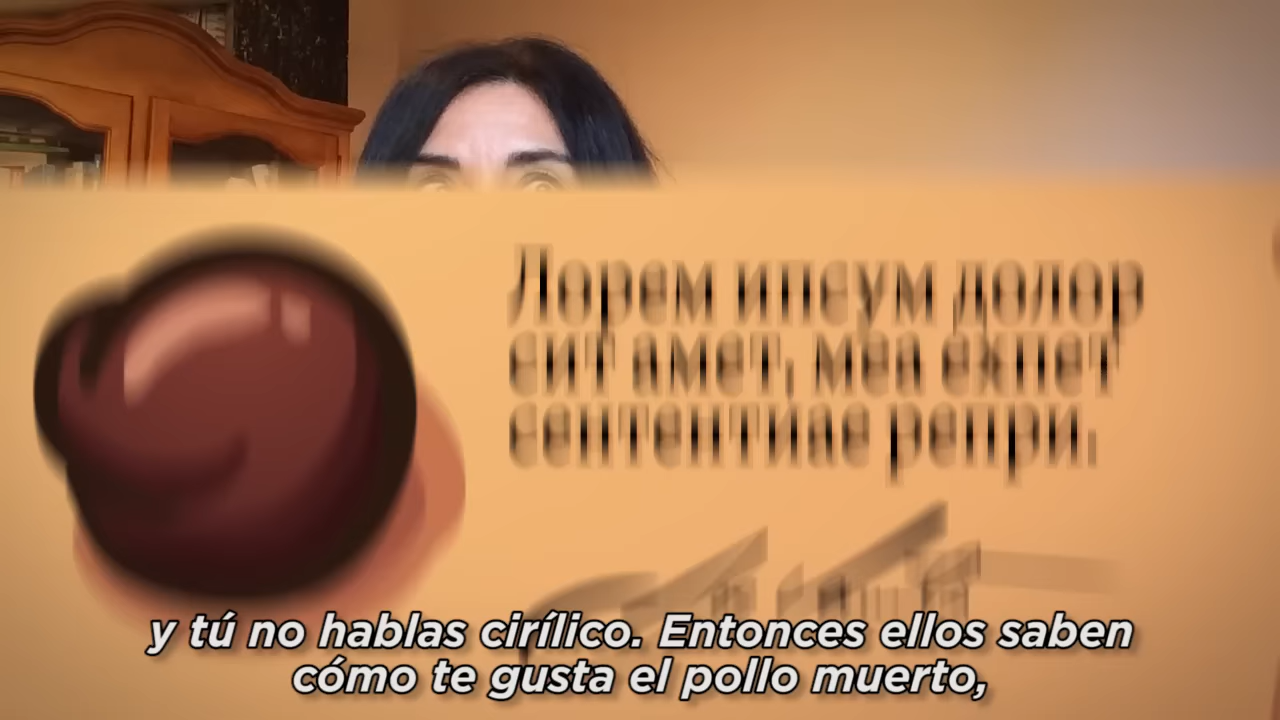 Лорем ипсум долор
сит амет, меа ехпет
сентентиае репри.
y tú no hablas cirílico. Entonces ellos saben
cómo te gusta el pollo muerto,